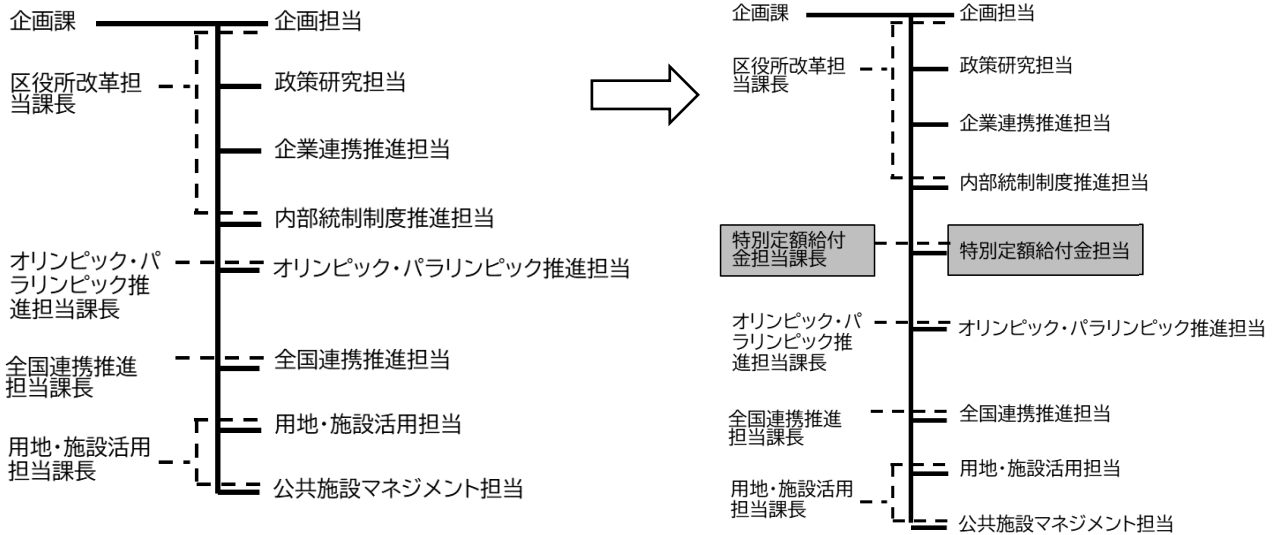 企画課
企画担当
区役所改革担
当課長
政策研究担当
企業連携推進担当
内部統制制度推進担当
オリンピック・パ
ラリンピック推
進担当課長
オリンピック・パラリンピック推進担当
全国連携推進
担当課長
全国連携推進担当
用地・施設活用
担当課長
用地・施設活用担当
公共施設マネジメント担当
企画課
企画担当
区役所改革担
当課長
政策研究担当
企業連携推進担当
内部統制制度推進担当
特別定額給付
金担当課長
特別定額給付金担当
オリンピック・パ
ラリンピック推
進担当課長
オリンピック・パラリンピック推進担当
全国連携推進
担当課長
全国連携推進担当
用地・施設活用
担当課長
用地・施設活用担当
公共施設マネジメント担当